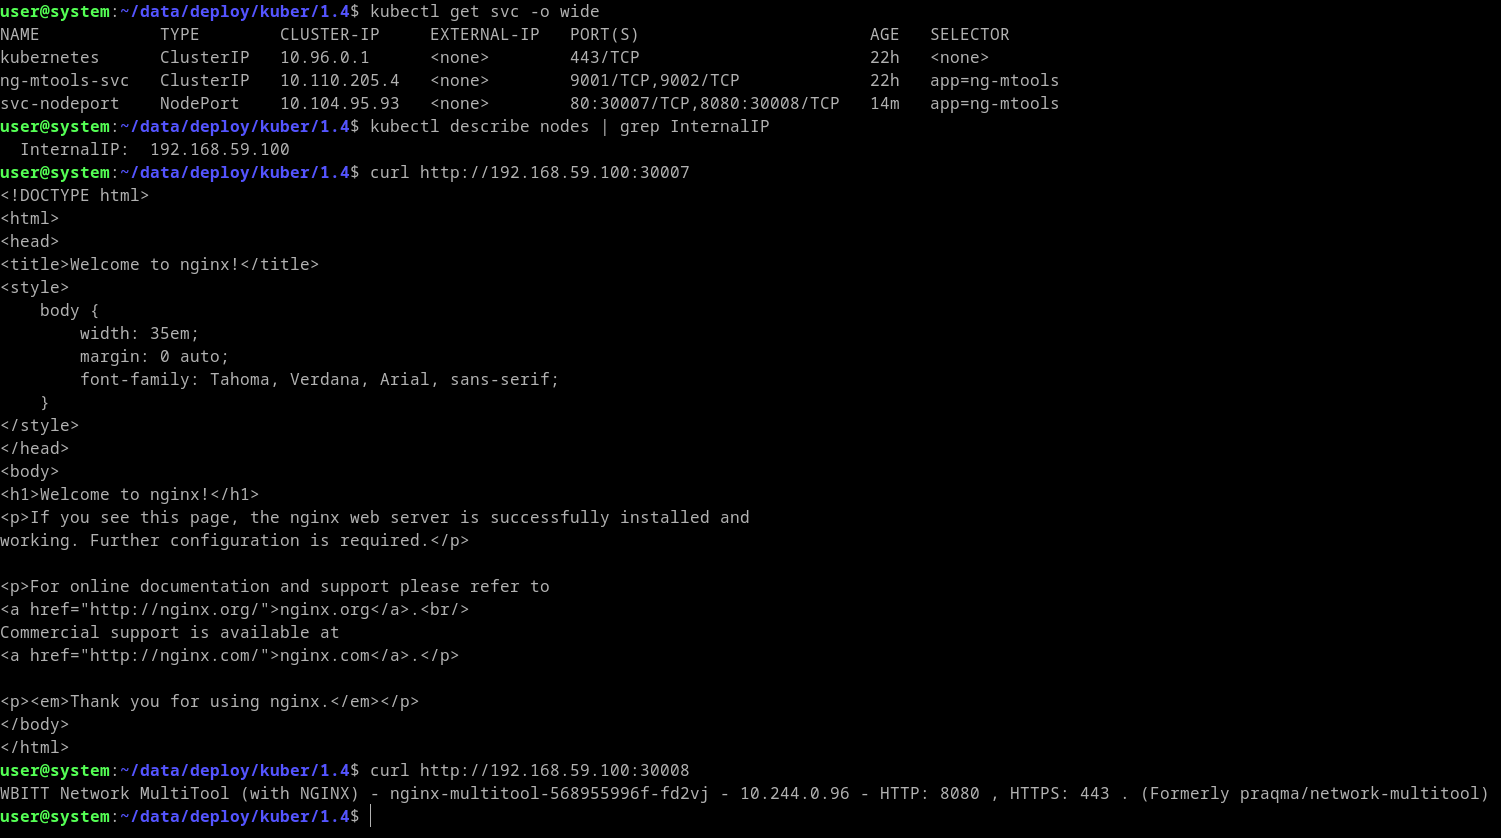 user@system:~/data/deploy/kuber/1.4$ kubectl get svc -o wide
NAME            TYPE        CLUSTER-IP     EXTERNAL-IP   PORT(S)                       AGE   SELECTOR
kubernetes      ClusterIP   10.96.0.1      <none>        443/TCP                       22h   <none>
ng-mtools-svc   ClusterIP   10.110.205.4   <none>        9001/TCP,9002/TCP             22h   app=ng-mtools
svc-nodeport    NodePort    10.104.95.93   <none>        80:30007/TCP,8080:30008/TCP   14m   app=ng-mtools
user@system:~/data/deploy/kuber/1.4$ kubectl describe nodes | grep InternalIP
  InternalIP:  192.168.59.100
user@system:~/data/deploy/kuber/1.4$ curl http://192.168.59.100:30007
<!DOCTYPE html>
<html>
<head>
<title>Welcome to nginx!</title>
<style>
    body {
        width: 35em;
        margin: 0 auto;
        font-family: Tahoma, Verdana, Arial, sans-serif;
    }
</style>
</head>
<body>
<h1>Welcome to nginx!</h1>
<p>If you see this page, the nginx web server is successfully installed and
working. Further configuration is required.</p>

<p>For online documentation and support please refer to
<a href="http://nginx.org/">nginx.org</a>.<br/>
Commercial support is available at
<a href="http://nginx.com/">nginx.com</a>.</p>

<p><em>Thank you for using nginx.</em></p>
</body>
</html>
user@system:~/data/deploy/kuber/1.4$ curl http://192.168.59.100:30008
WBITT Network MultiTool (with NGINX) - nginx-multitool-568955996f-fd2vj - 10.244.0.96 - HTTP: 8080 , HTTPS: 443 . (Formerly praqma/network-multitool)
user@system:~/data/deploy/kuber/1.4$